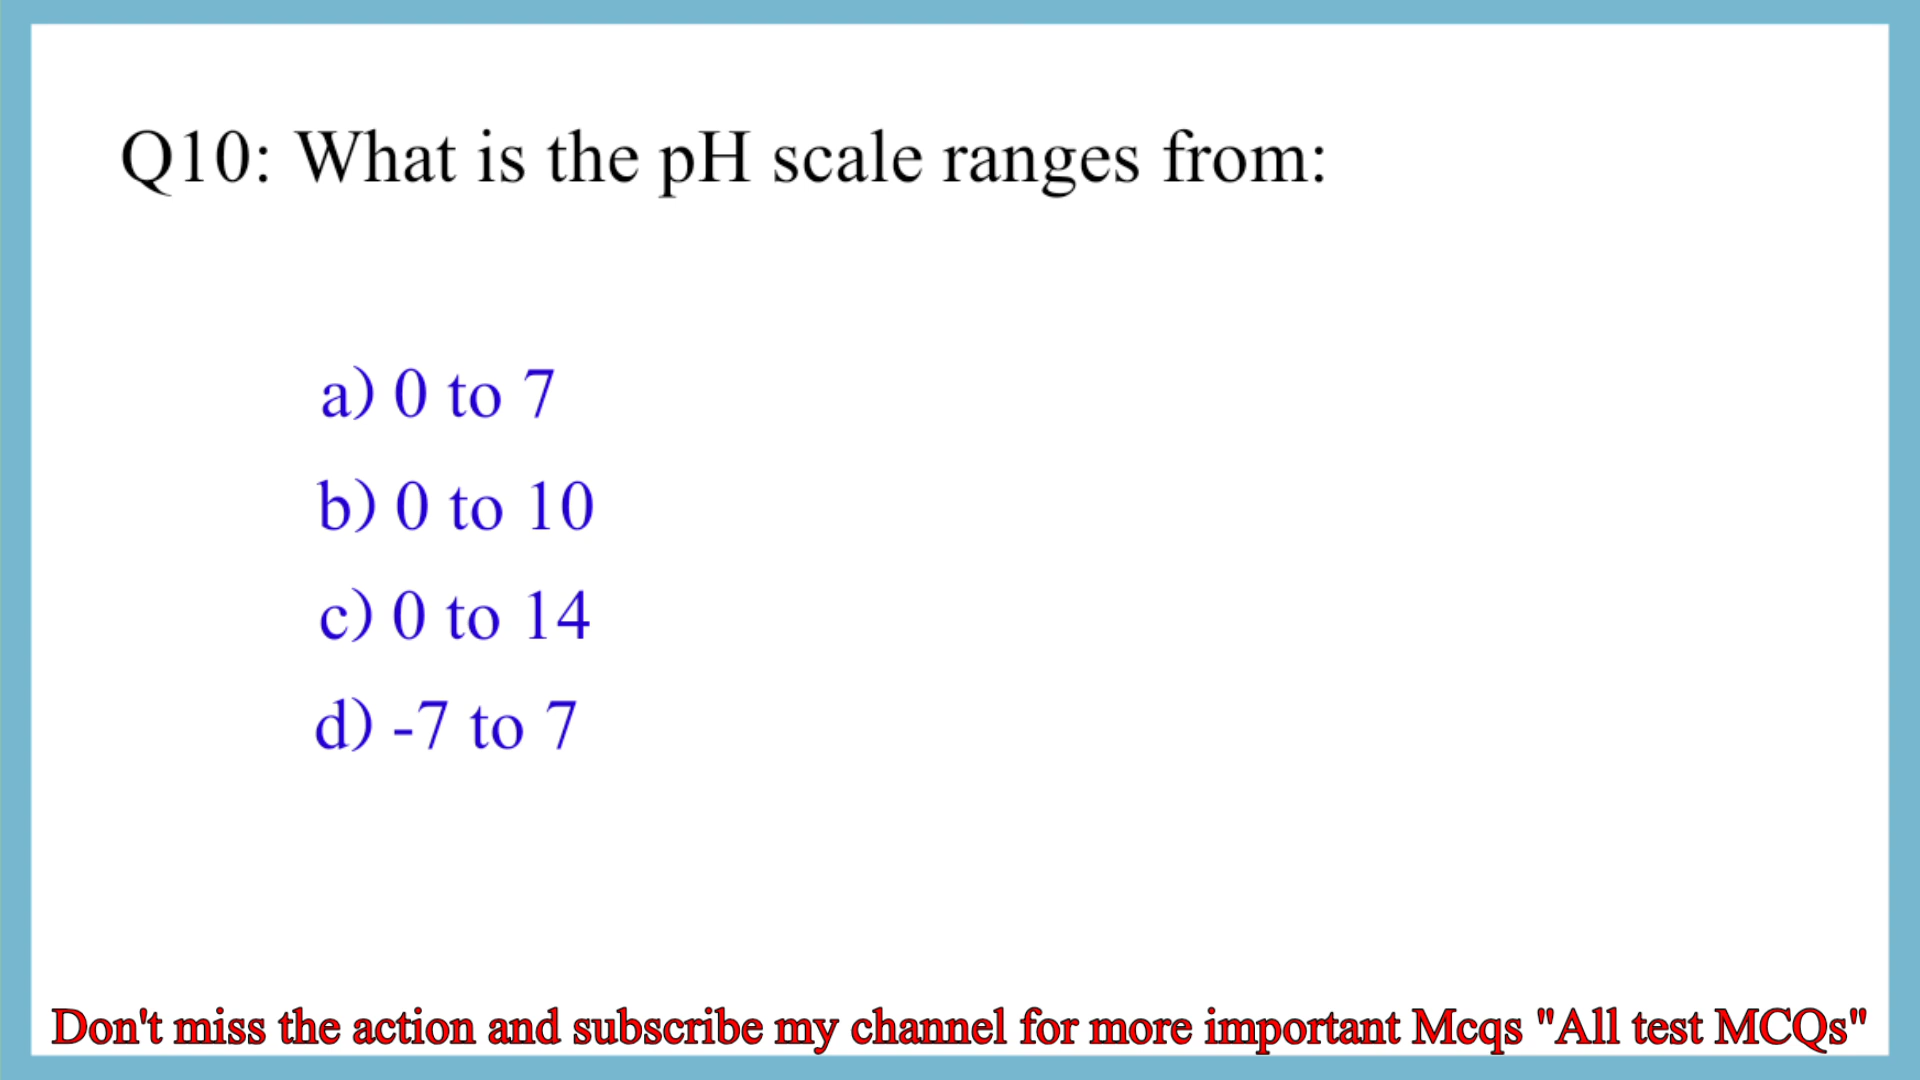 Q10: What is the pH scale ranges from:
a) 0 to 7
b) 0 to 10
c) 0 to 14
d) -7 to 7
Don't miss the action and subscribe my channel for more important Mcqs "All test MCQs"